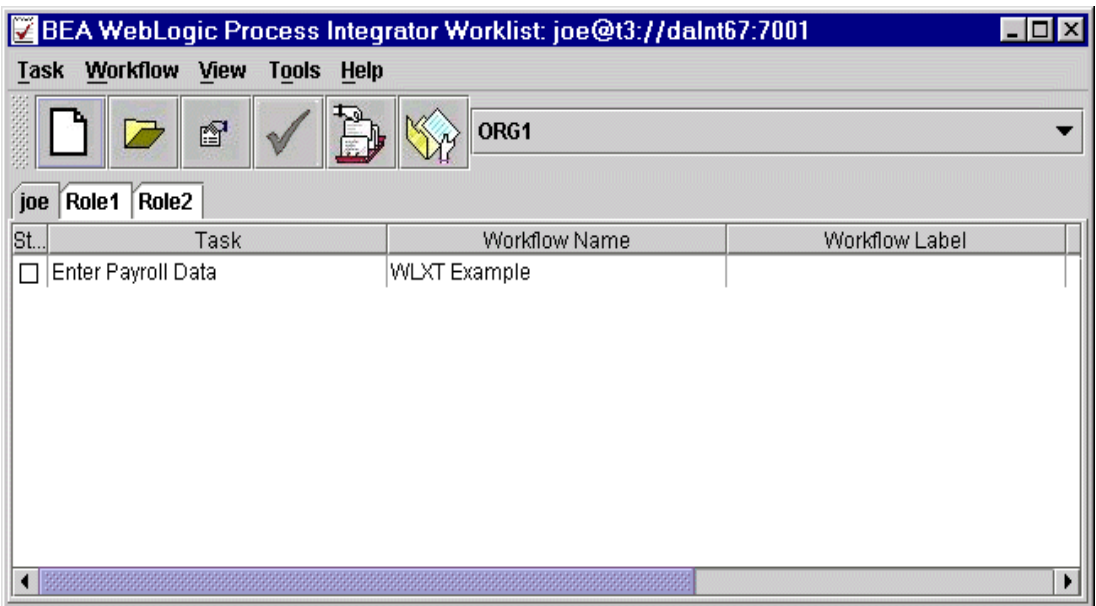 BEA WebLogic Process Integrator Worklist: joe@t3://dalnt67:7001
Task Workflow View Tools Help
ORG1
joe Role1 Role2
St... Task Workflow Name Workflow Label
Enter Payroll Data WLXT Example